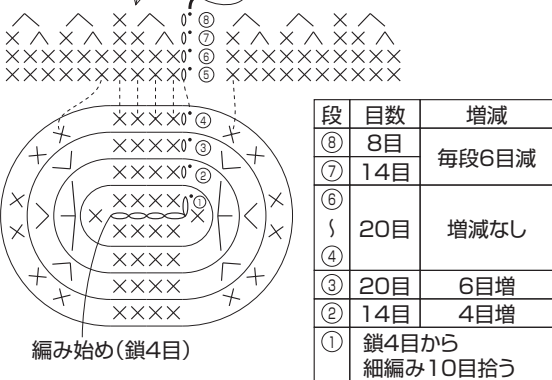 ⑧
⑦
⑥
⑤
④
③
②
①
編み始め(鎖4目)
段 目数 増減
⑧ 8目 毎段6目減
⑦ 14目
⑥
〜 20目 増減なし
④
③ 20目 6目増
② 14目 4目増
① 鎖4目から
細編み10目拾う